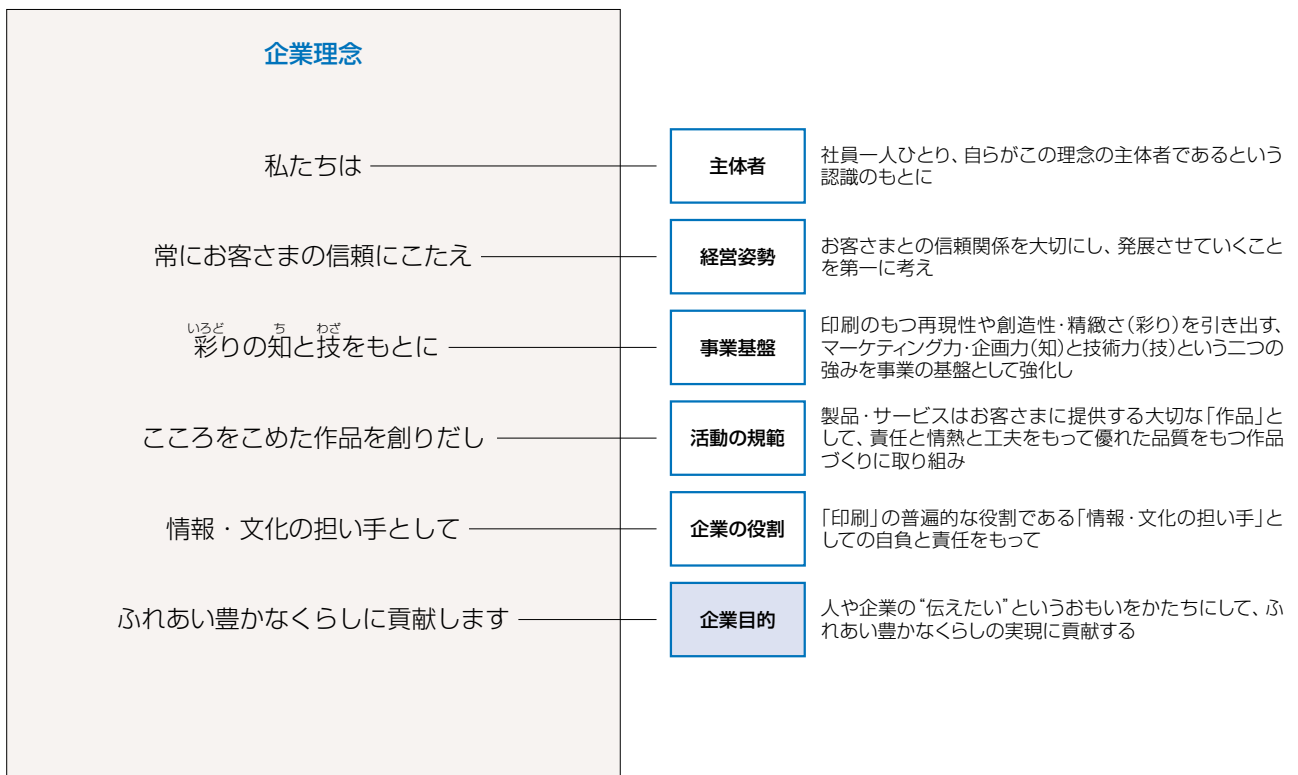 企業理念
私たちは
主体者
社員一人ひとり、自らがこの理念の主体者であるという
認識のもとに
常にお客さまの信頼にこたえ
経営姿勢
お客さまとの信頼関係を大切にし、発展させていくこと
を第一に考え
いろど ち わざ
彩りの知と技をもとに
事業基盤
印刷のもつ再現性や創造性・精緻さ(彩り)を引き出す、
マーケティング力・企画力(知)と技術力(技)という二つの
強みを事業の基盤として強化し
こころをこめた作品を創りだし
活動の規範
製品・サービスはお客さまに提供する大切な「作品」と
して、責任と情熱と工夫をもって優れた品質をもつ作品
づくりに取り組み
情報・文化の担い手として
企業の役割
「印刷」の普遍的な役割である「情報・文化の担い手」と
しての自負と責任をもって
ふれあい豊かなくらしに貢献します
企業目的
人や企業の“伝えたい”というおもいをかたちにして、ふ
れあい豊かなくらしの実現に貢献する